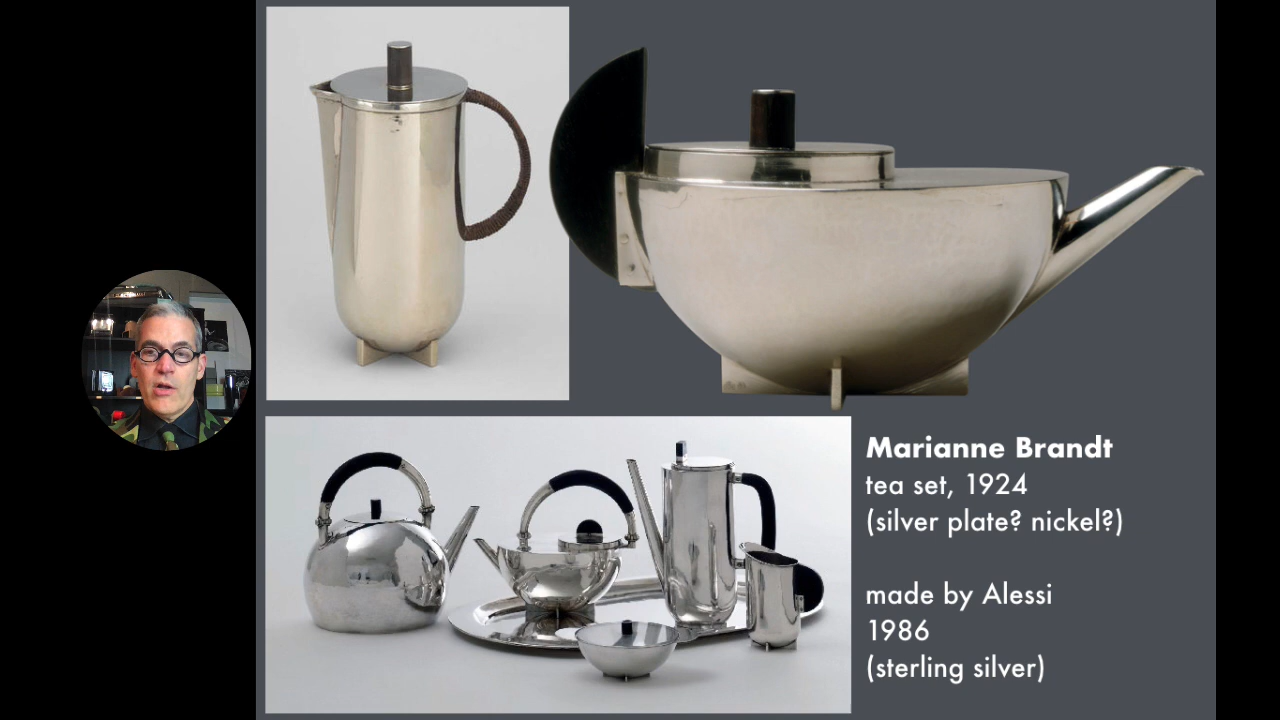 Marianne Brandt
tea set, 1924
(silver plate? nickel?)
made by Alessi
1986
(sterling silver)